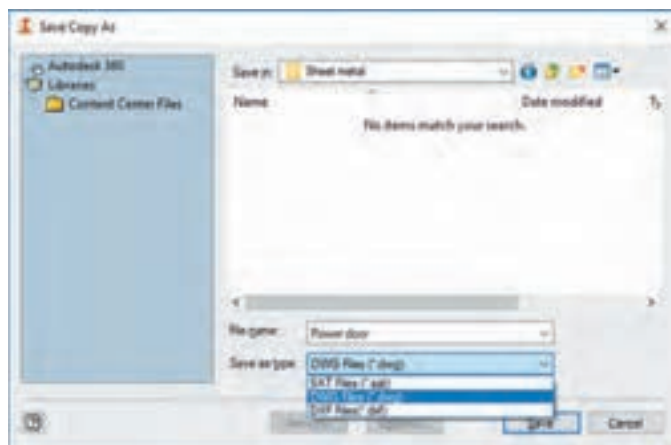 Save Copy As
Autodesk 360
Libraries
Content Center Files
Save in: Sheet metal
Name Date modified
No items match your search.
File name: Power door
Save as type: DWG Files (*.dwg)
SAT Files (*.sat)
DWG Files (*.dwg)
DXF Files (*.dxf)
Save Cancel